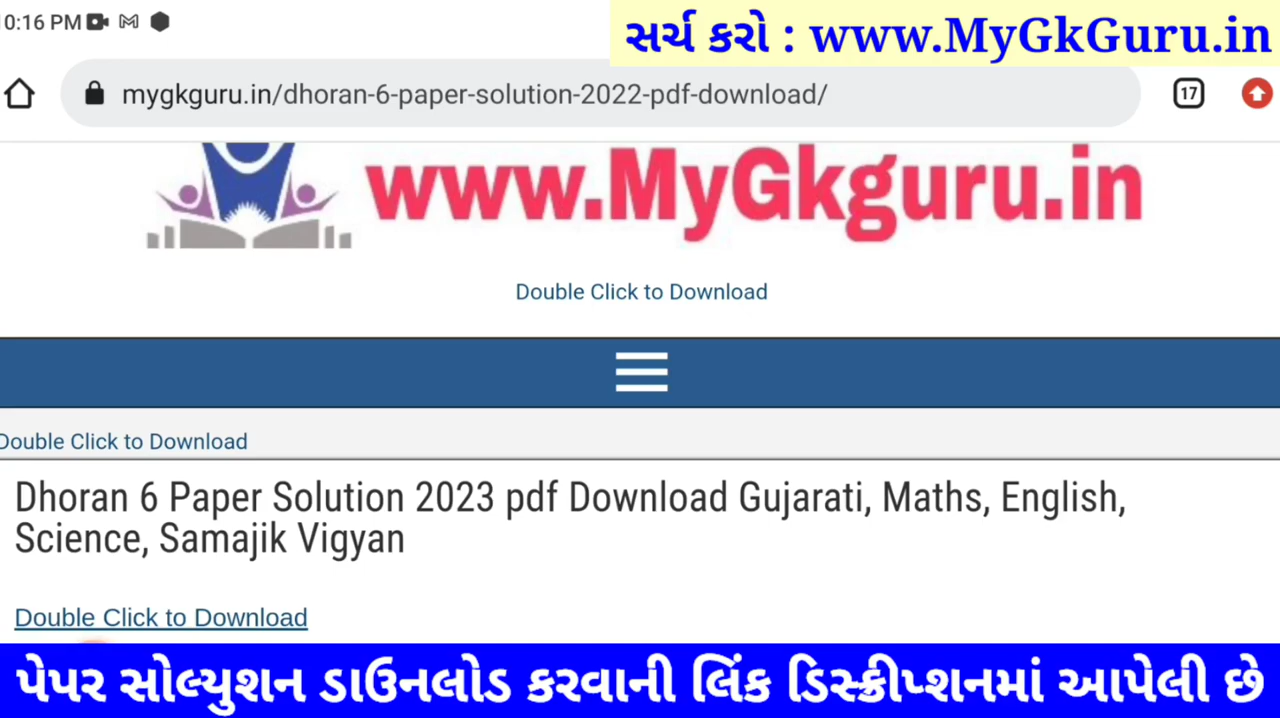 0:16 PM
સર્ચ કરો : www.MyGkGuru.in
mygkguru.in/dhoran-6-paper-solution-2022-pdf-download/
17
www.MyGkguru.in
Double Click to Download
Double Click to Download
Dhoran 6 Paper Solution 2023 pdf Download Gujarati, Maths, English,
Science, Samajik Vigyan
Double Click to Download
પેપર સોલ્યુશન ડાઉનલોડ કરવાની લિંક ડિસ્ક્રીપ્શનમાં આપેલી છે